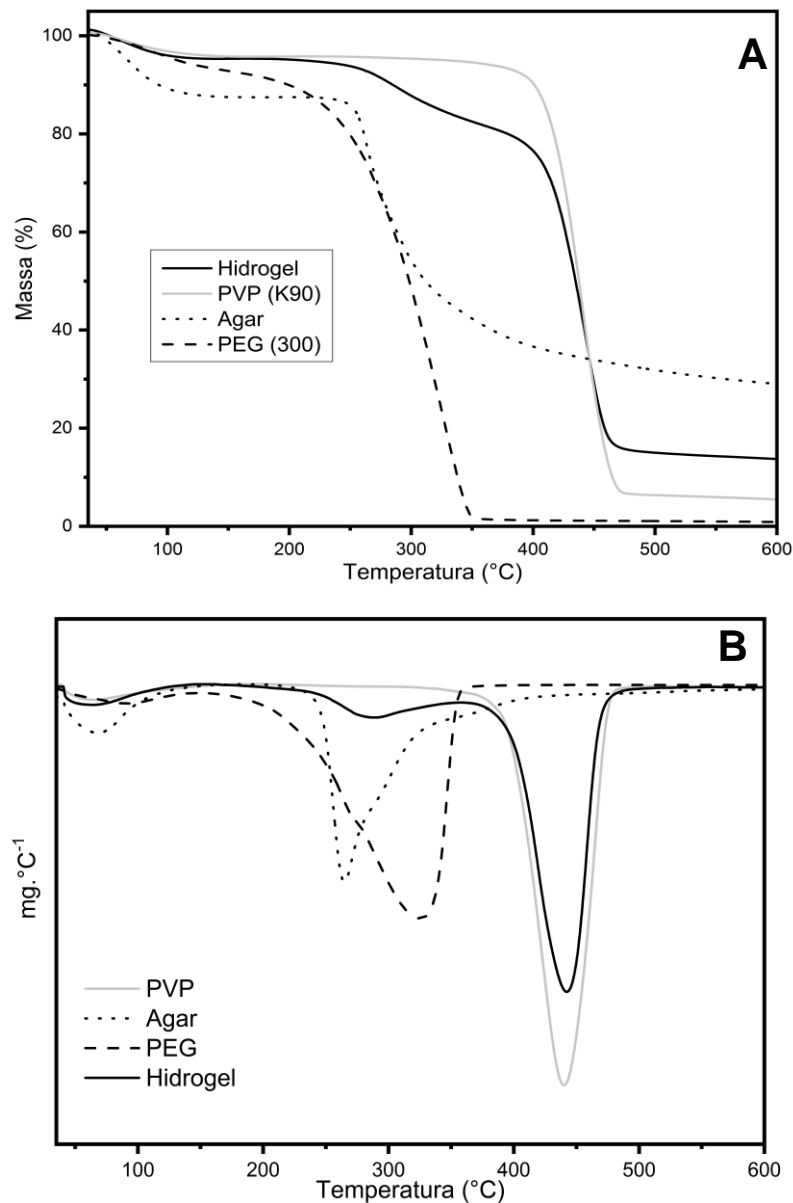 A
100
80
60
40
20
0
Massa (%)
Hidrogel
PVP (K90)
Agar
PEG (300)
100 200 300 400 500 600
Temperatura (°C)
B
mg.°C-1
PVP
Agar
PEG
Hidrogel
100 200 300 400 500 600
Temperatura (°C)